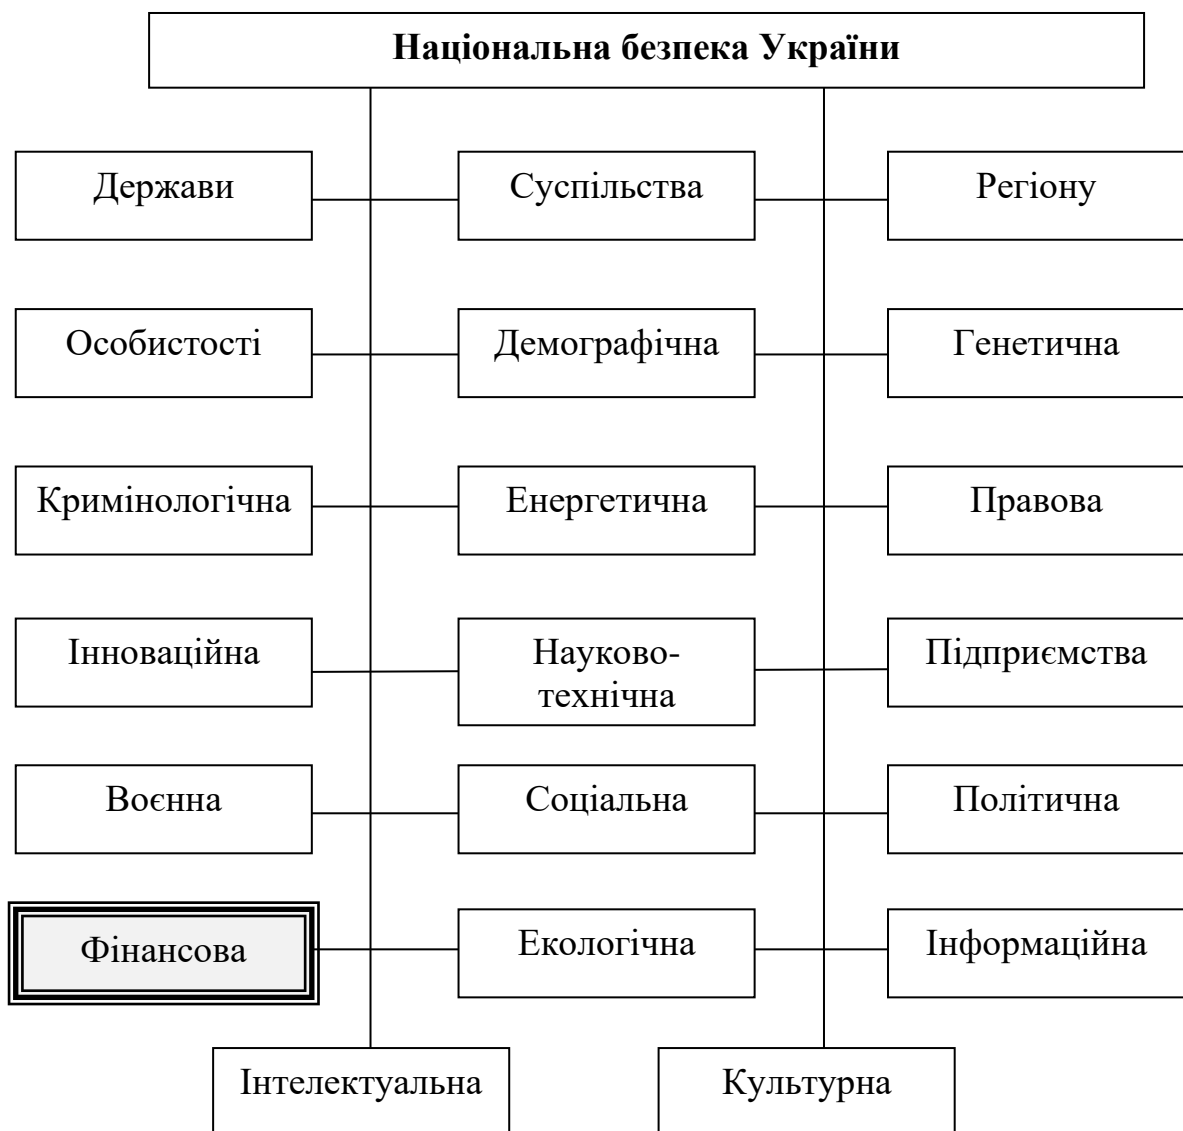 Національна безпека України
Держави
Суспільства
Регіону
Особистості
Демографічна
Генетична
Кримінологічна
Енергетична
Правова
Інноваційна
Науково-
технічна
Підприємства
Воєнна
Соціальна
Політична
Фінансова
Екологічна
Інформаційна
Інтелектуальна
Культурна